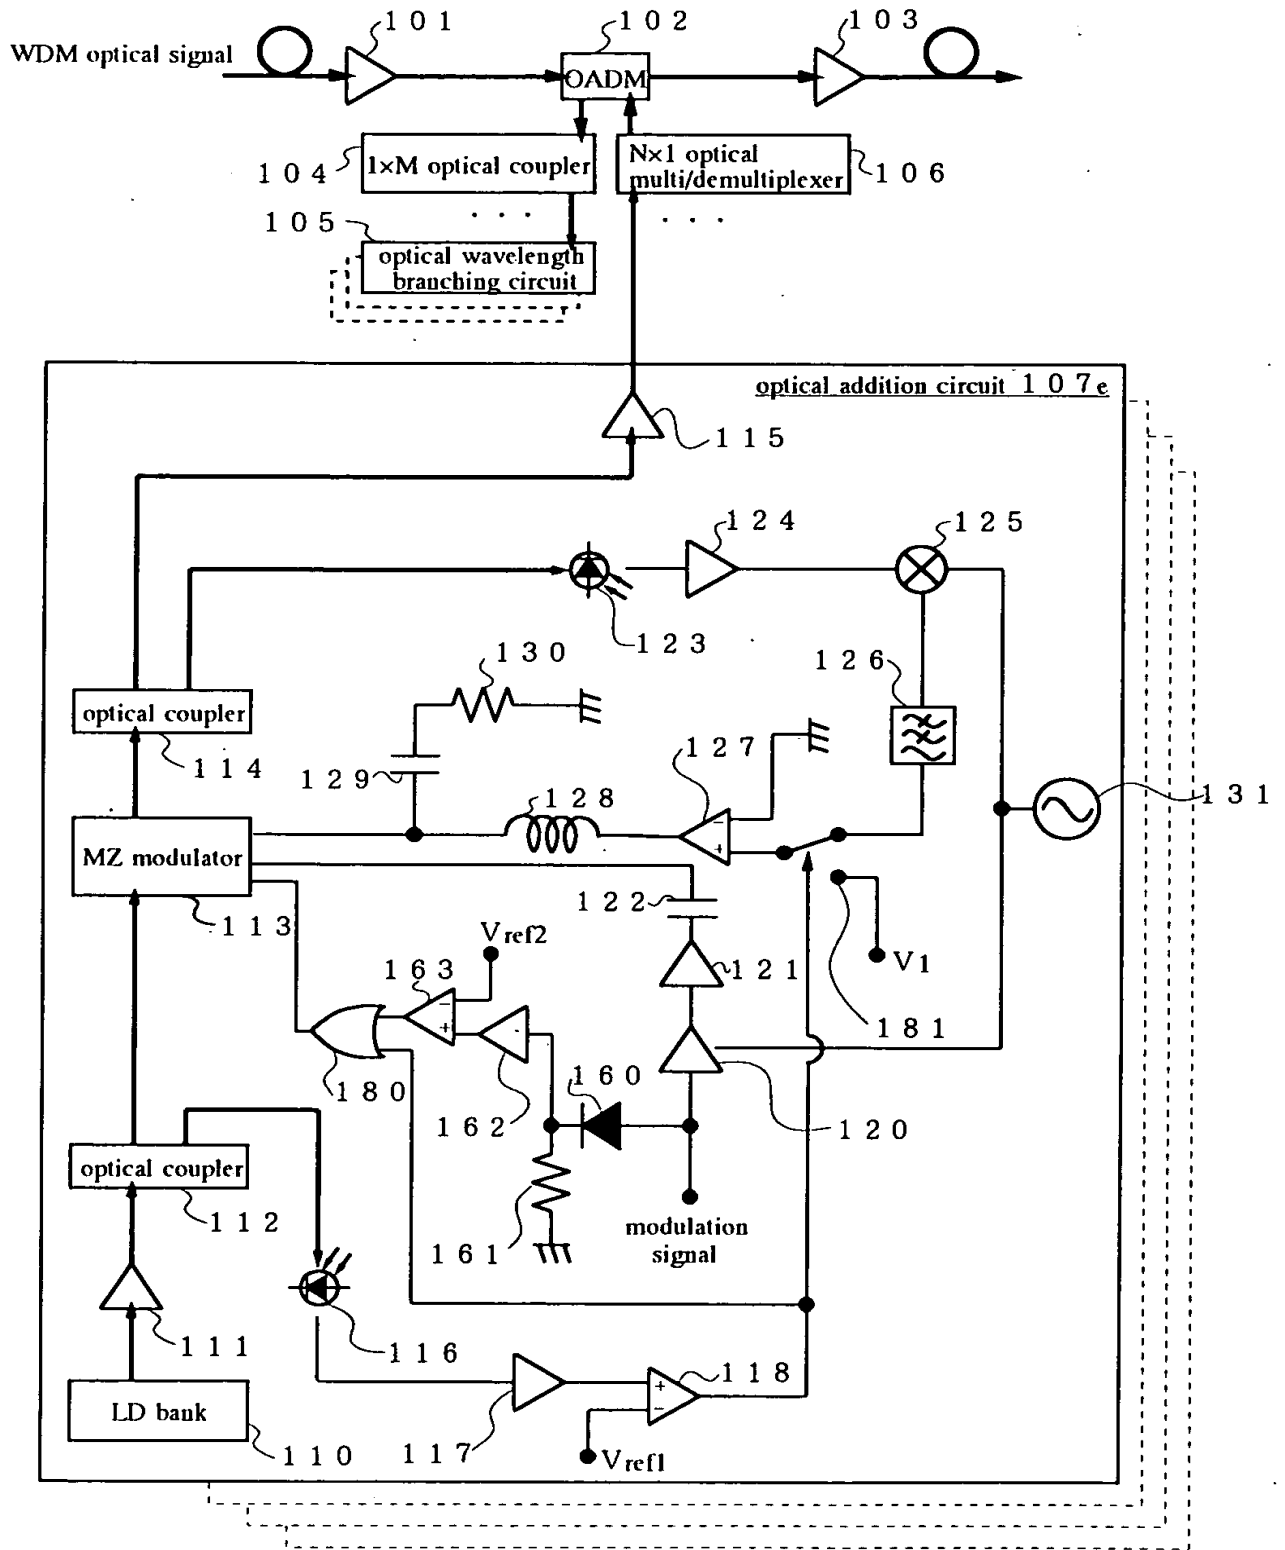 101
102
103
WDM optical signal
OADM
104
1×M optical coupler
N×1 optical
multi/demultiplexer
106
. . .
. . .
105
optical wavelength
branching circuit
optical addition circuit 107e
115
124
125
123
130
126
optical coupler
114
129
127
128
131
MZ modulator
113
122
Vref2
163
121
V1
181
180
162
160
120
optical coupler
112
161
modulation
signal
111
116
118
LD bank
110
117
Vref1